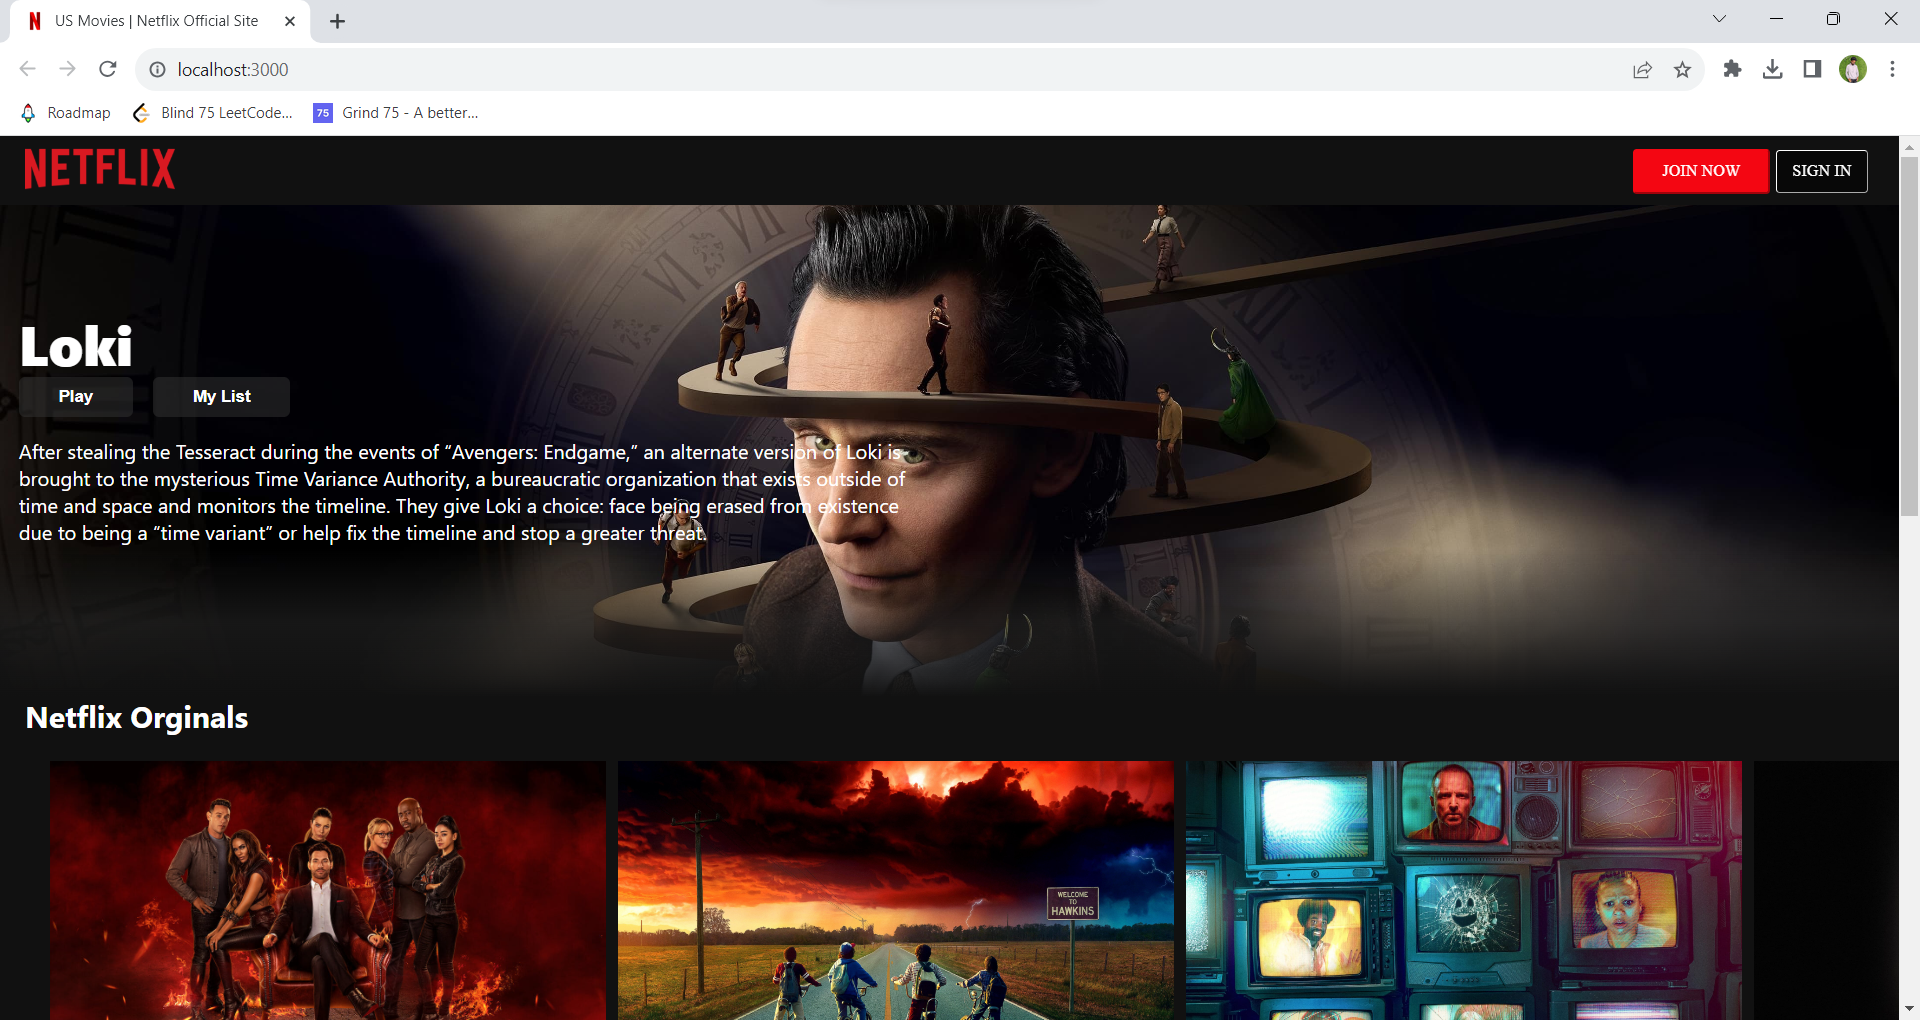 US Movies | Netflix Official Site
localhost:3000
Roadmap
Blind 75 LeetCode...
75
Grind 75 - A better...
NETFLIX
JOIN NOW
SIGN IN
Loki
Play
My List
After stealing the Tesseract during the events of “Avengers: Endgame,” an alternate version of Loki is
brought to the mysterious Time Variance Authority, a bureaucratic organization that exists outside of
time and space and monitors the timeline. They give Loki a choice: face being erased from existence
due to being a “time variant” or help fix the timeline and stop a greater threat.
Netflix Orginals
WELCOME
TO
HAWKINS